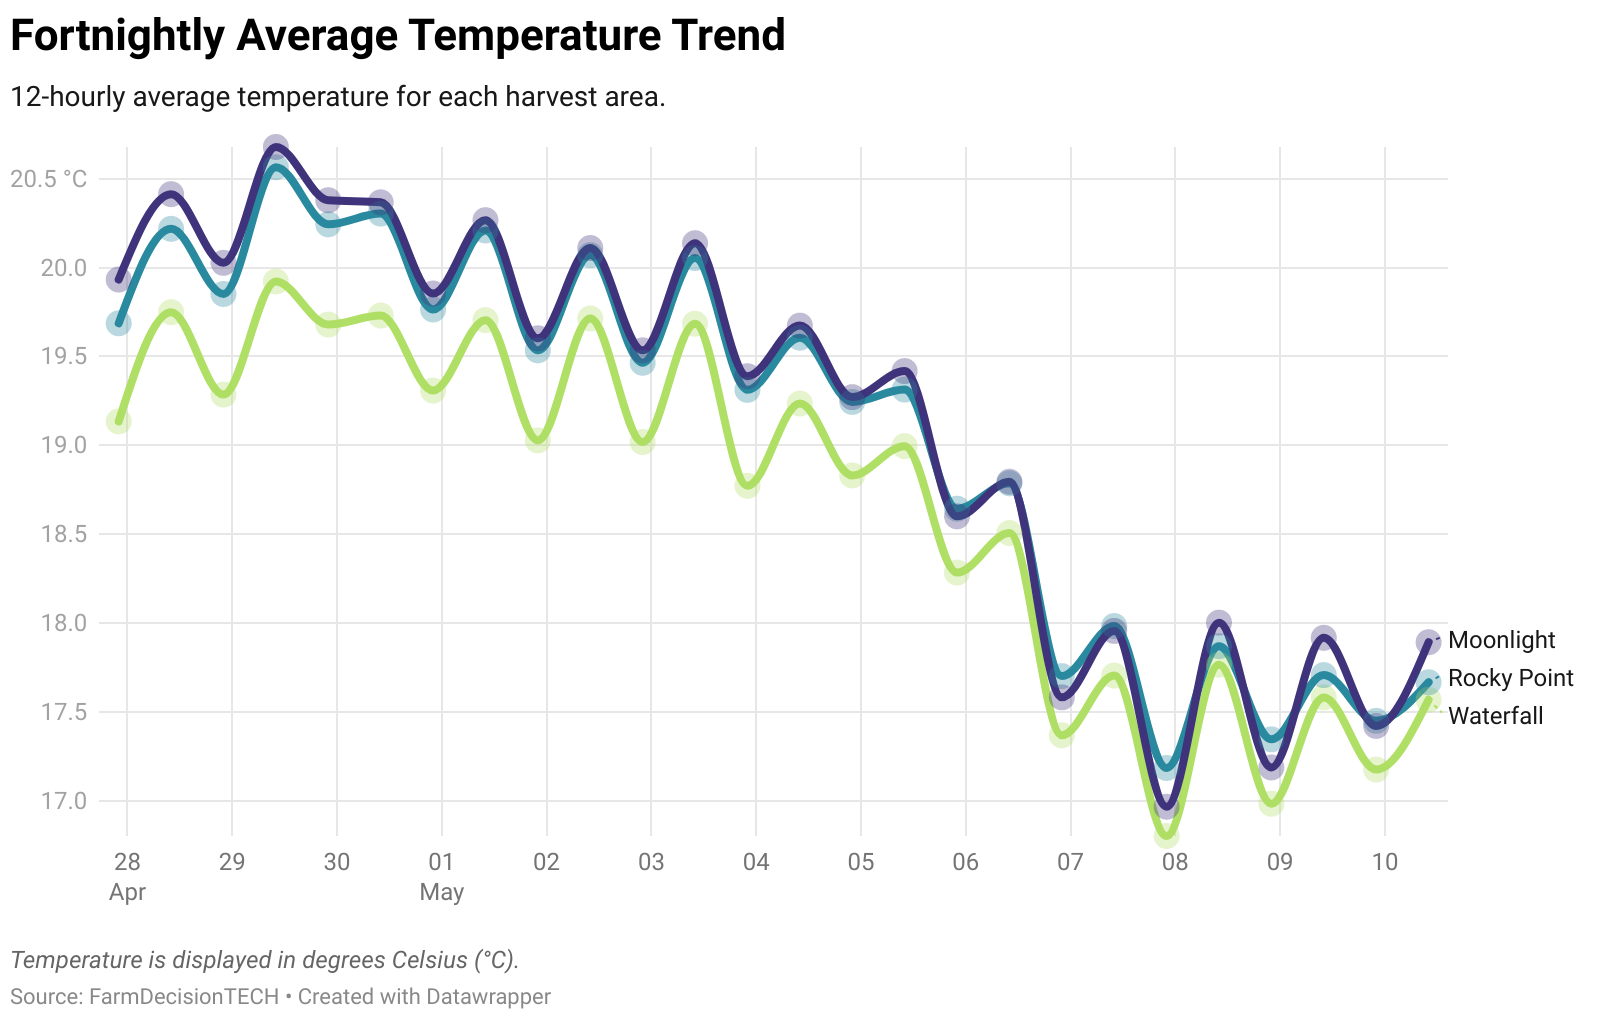 Fortnightly Average Temperature Trend
12-hourly average temperature for each harvest area.
20.5 °C
20.0
19.5
19.0
18.5
18.0
17.5
17.0
Moonlight
Rocky Point
Waterfall
28 29 30 01 02 03 04 05 06 07 08 09 10
Apr May
Temperature is displayed in degrees Celsius (°C).
Source: FarmDecisionTECH • Created with Datawrapper